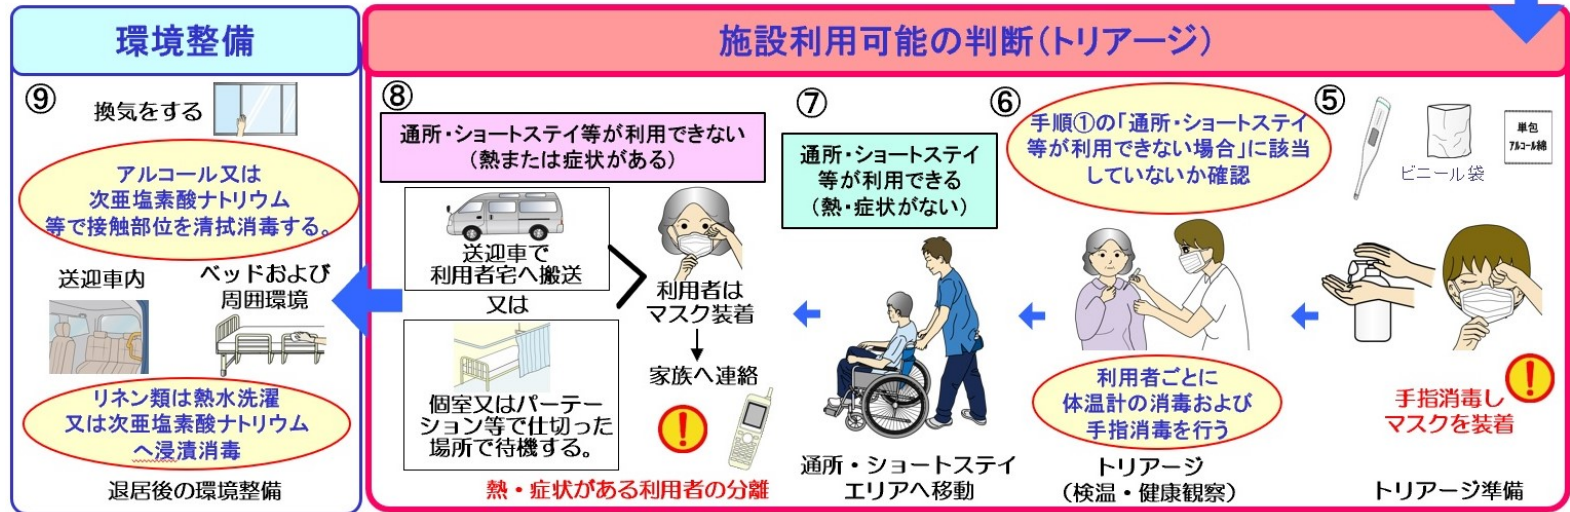 環境整備
⑨
換気をする
アルコール又は
次亜塩素酸ナトリウム
等で接触部位を清拭消毒する。
送迎車内
ベッドおよび
周囲環境
リネン類は熱水洗濯
又は次亜塩素酸ナトリウム
へ浸漬消毒
退居後の環境整備
施設利用可能の判断(トリアージ)
⑧
通所・ショートステイ等が利用できない
(熱または症状がある)
送迎車で
利用者宅へ搬送
又は
個室又はパーテー
ション等で仕切った
場所で待機する。
利用者は
マスク装着
家族へ連絡
!
熱・症状がある利用者の分離
⑦
通所・ショートステイ
等が利用できる
(熱・症状がない)
通所・ショートステイ
エリアへ移動
⑥
手順①の「通所・ショートステイ
等が利用できない場合」に該当
していないか確認
利用者ごとに
体温計の消毒および
手指消毒を行う
トリアージ
(検温・健康観察)
⑤
ビニール袋
単包
アルコール綿
!
手指消毒し
マスクを装着
トリアージ準備